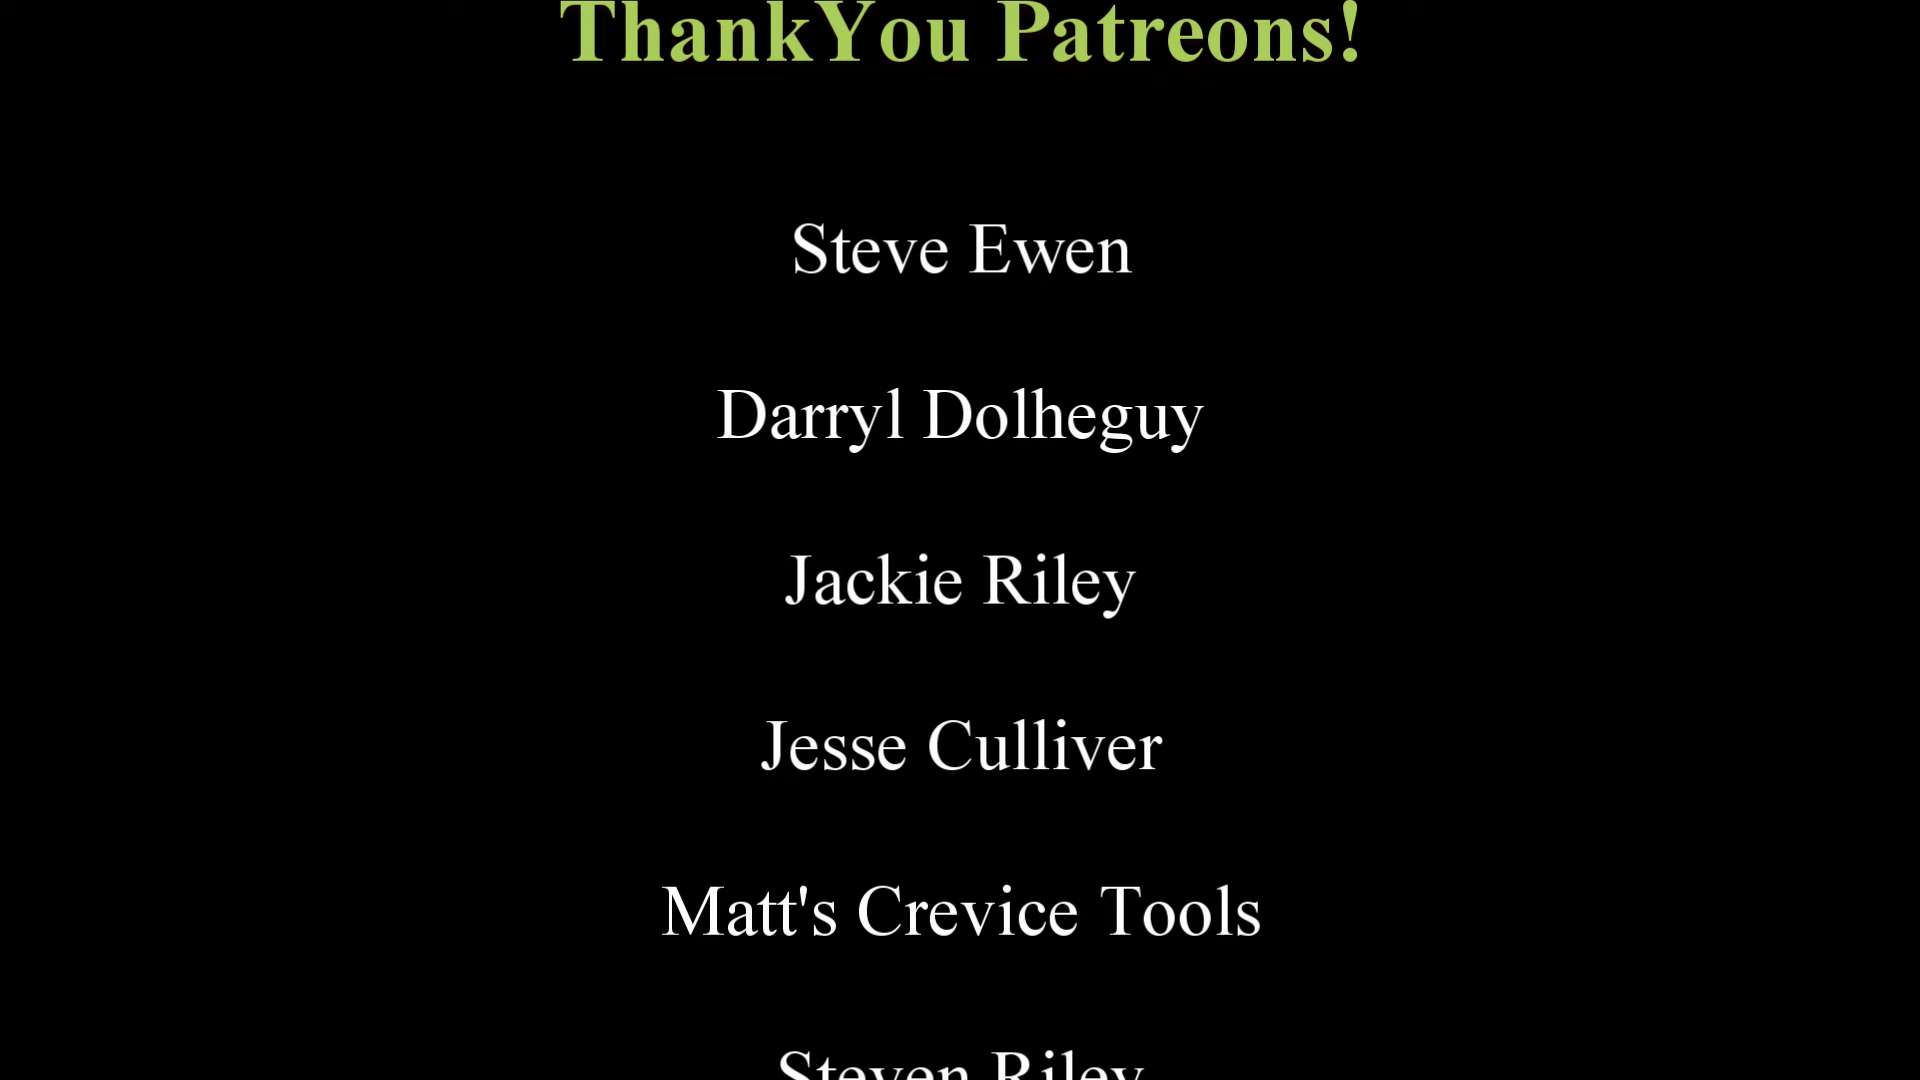 ThankYou Patreons!
Steve Ewen
Darryl Dolheguy
Jackie Riley
Jesse Culliver
Matt's Crevice Tools
Steven Riley